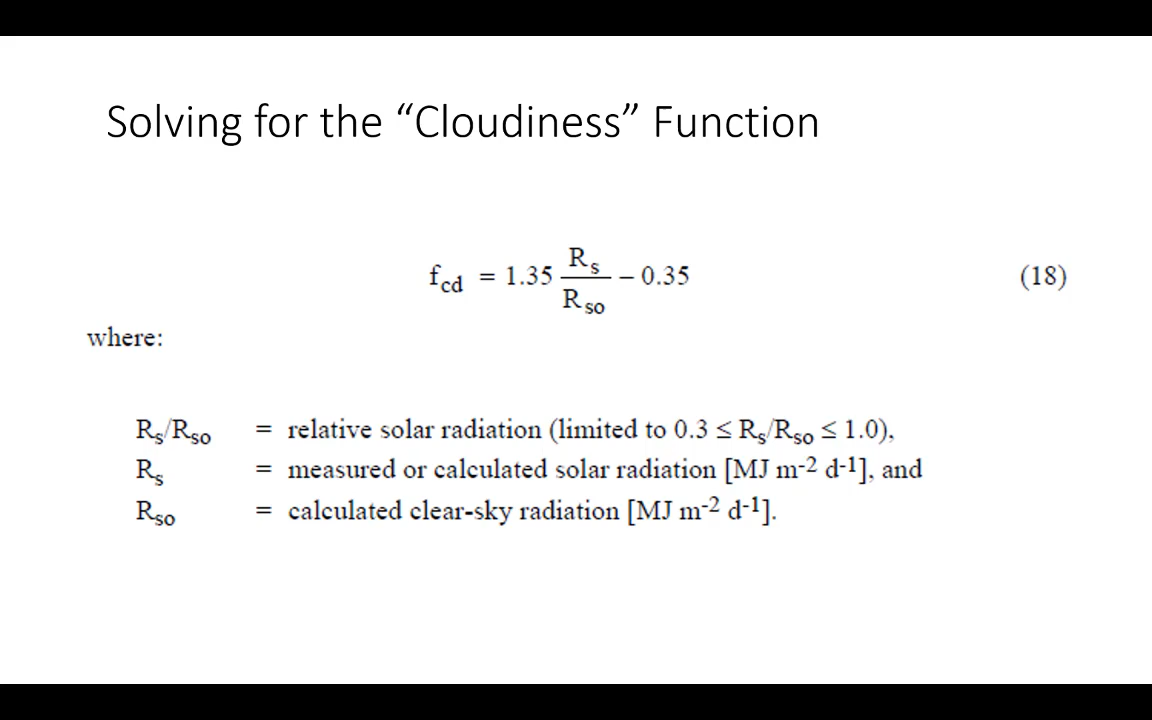 Solving for the “Cloudiness” Function
f_cd = 1.35 R_s/R_so − 0.35 (18)
where:
R_s/R_so = relative solar radiation (limited to 0.3 ≤ R_s/R_so ≤ 1.0),
R_s = measured or calculated solar radiation [MJ m^-2 d^-1], and
R_so = calculated clear-sky radiation [MJ m^-2 d^-1].